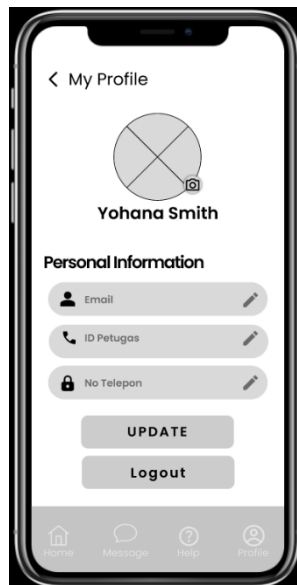 My Profile
Yohana Smith
Personal Information
Email
ID Petugas
No Telepon
UPDATE
Logout
Home Message Help Profile